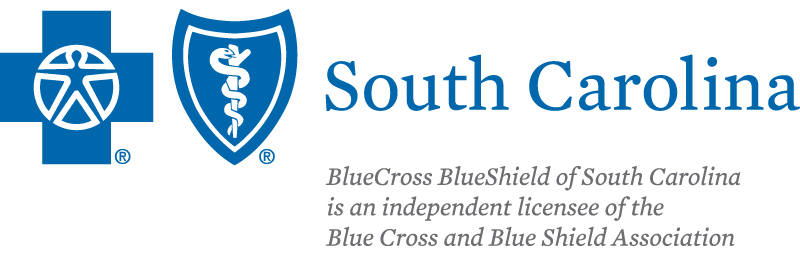 South Carolina
® ®
BlueCross BlueShield of South Carolina
is an independent licensee of the
Blue Cross and Blue Shield Association